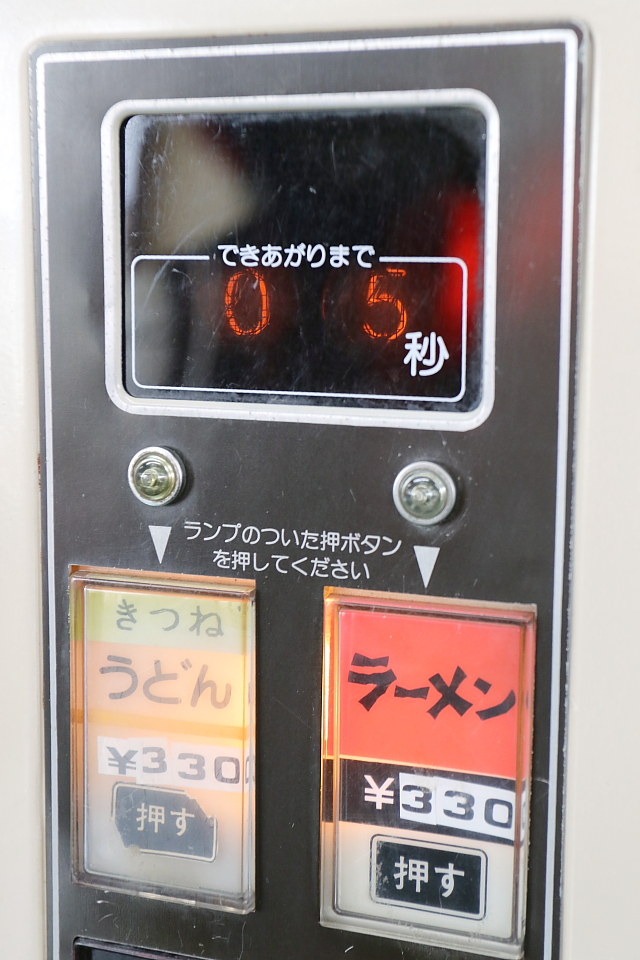 できあがりまで
05
秒
ランプのついた押ボタン
を押してください
きつね
うどん
¥330
押す
ラーメン
¥330
押す